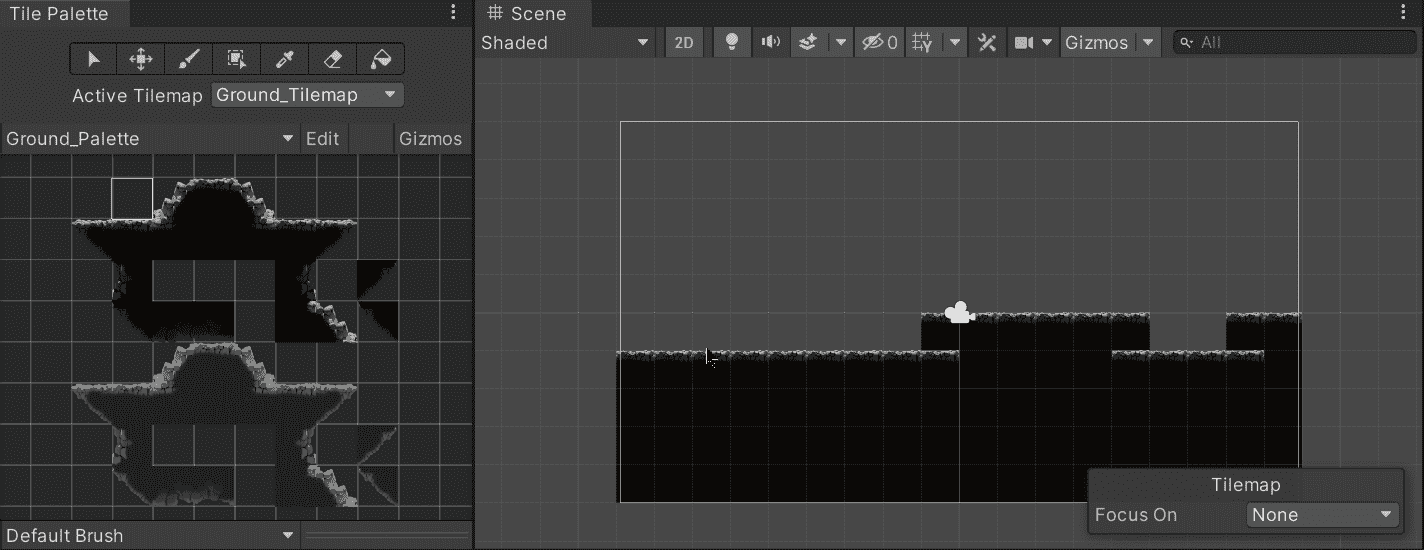 Tile Palette
Active Tilemap Ground_Tilemap
Ground_Palette Edit Gizmos
Default Brush
Scene
Shaded 2D 0 Gizmos All
Tilemap
Focus On None